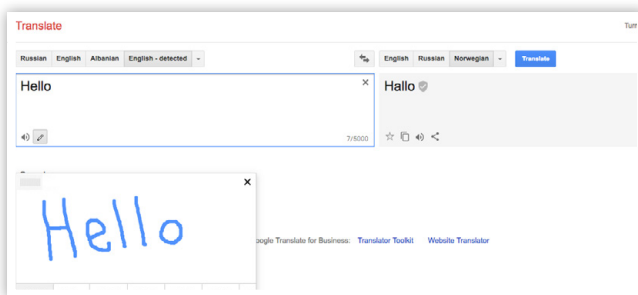 Translate
Turn
Russian English Albanian English - detected
English Russian Norwegian Translate
Hello
Hallo
7/5000
Hello
oogle Translate for Business: Translator Toolkit Website Translator